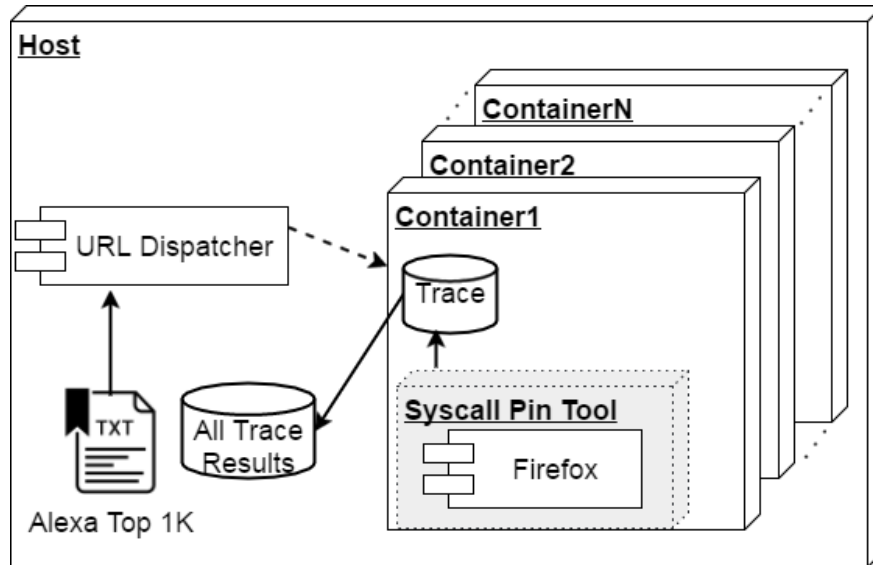 Host
ContainerN
Container2
Container1
URL Dispatcher
Trace
Syscall Pin Tool
Firefox
All Trace
Results
TXT
Alexa Top 1K